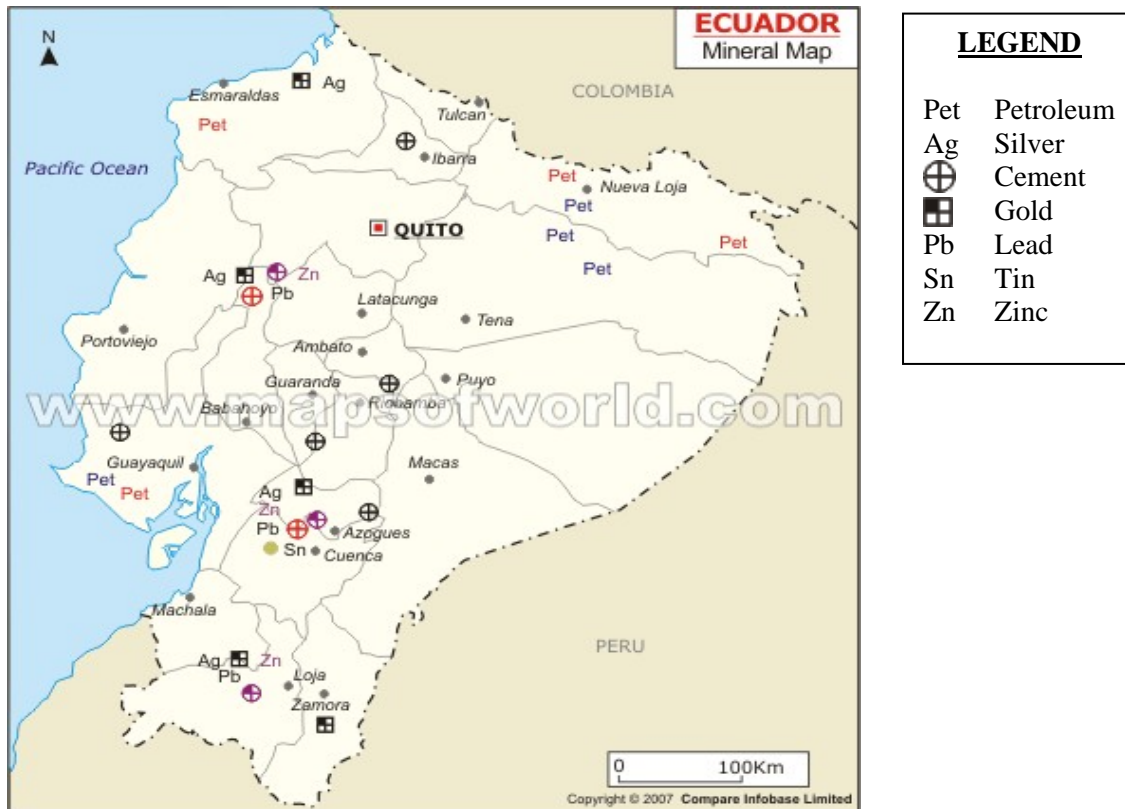 ECUADOR
Mineral Map
N
COLOMBIA
Esmaraldas
Ag
Tulcan
Pet
Ibarra
Pacific Ocean
Pet
Nueva Loja
Pet
QUITO
Pet
Pet
Pet
Ag
Zn
Pb
Latacunga
Tena
Portoviejo
Ambato
Guaranda
Puyo
www.mapsofworld.com
Riobamba
Babahoyo
Guayaquil
Macas
Pet
Pet
Ag
Zn
Pb
Azogues
Sn
Cuenca
Machala
PERU
Ag
Zn
Pb
Loja
Zamora
0 100Km
Copyright © 2007 Compare Infobase Limited
LEGEND
Pet Petroleum
Ag Silver
Cement
Gold
Pb Lead
Sn Tin
Zn Zinc